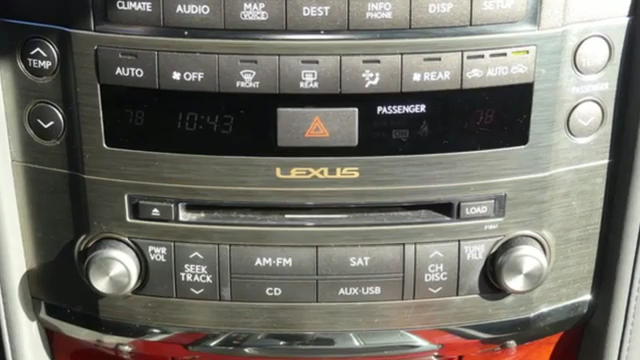 CLIMATE AUDIO MAP VOICE DEST INFO PHONE DISP SETUP
TEMP AUTO OFF FRONT REAR REAR AUTO
PASSENGER
78 10:43 PASSENGER 78
LEXUS
LOAD
PWR VOL SEEK TRACK AM·FM SAT CH DISC TUNE FILE
CD AUX·USB